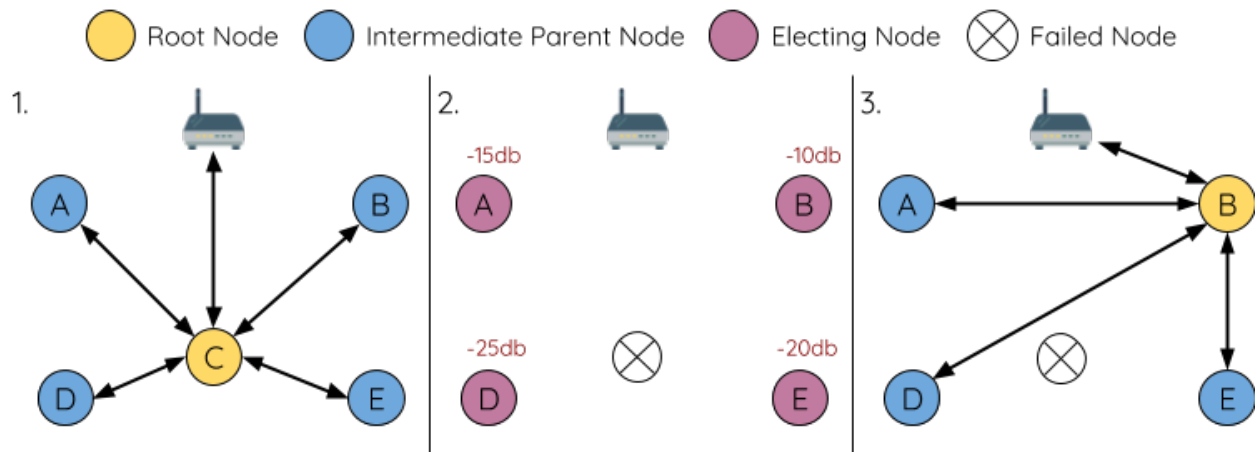 Root Node Intermediate Parent Node Electing Node Failed Node
1. 2. 3.
-15db -10db
A B A B A B
C
-25db -20db
D E D E D E